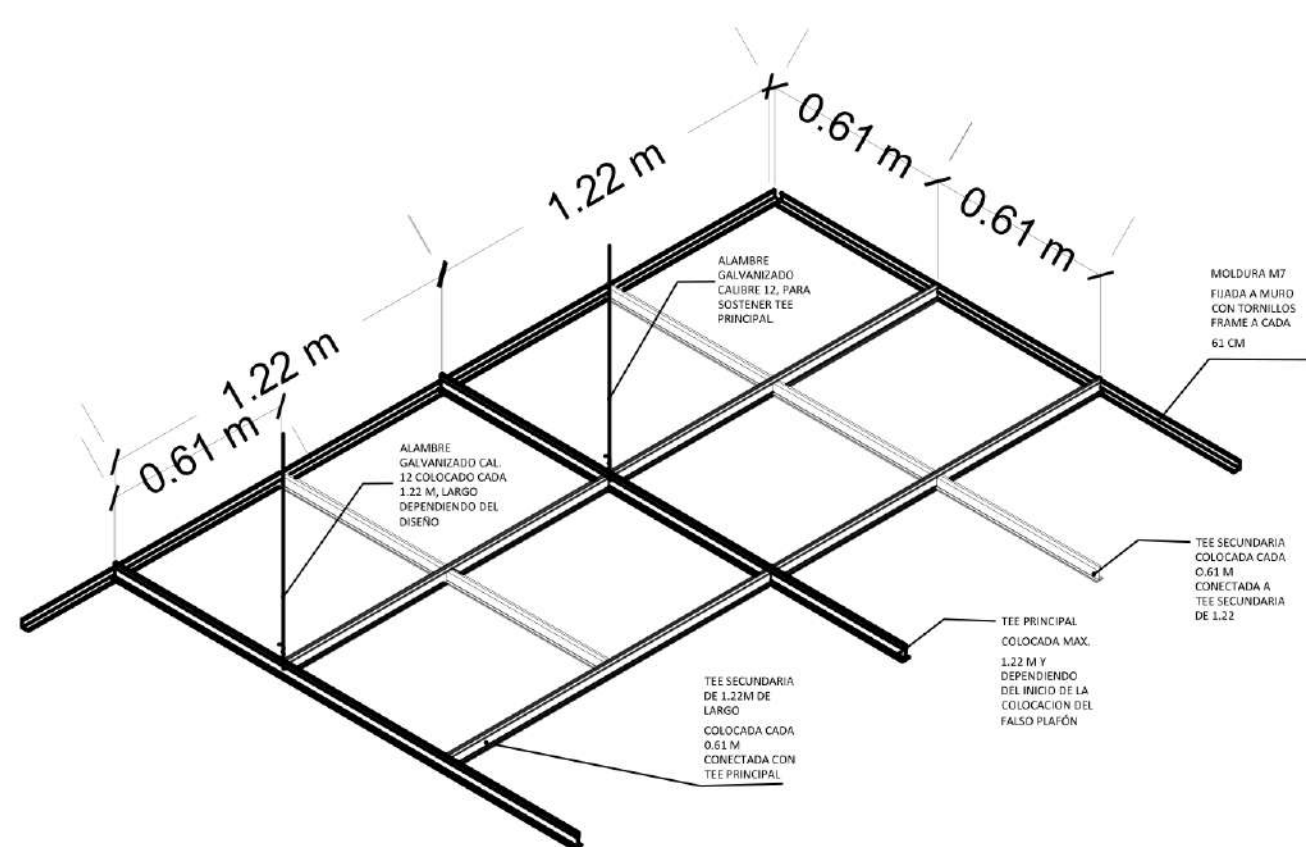 0.61 m
0.61 m
1.22 m
1.22 m
0.61 m
ALAMBRE
GALVANIZADO
CALIBRE 12, PARA
SOSTENER TEE
PRINCIPAL
MOLDURA M7
FIJADA A MURO
CON TORNILLOS
FRAME A CADA
61 CM
ALAMBRE
GALVANIZADO CAL.
12 COLOCADO CADA
1.22 M, LARGO
DEPENDIENDO DEL
DISEÑO
TEE SECUNDARIA
COLOCADA CADA
0.61 M
CONECTADA A
TEE SECUNDARIA
DE 1.22
TEE PRINCIPAL
COLOCADA MAX.
1.22 M Y
DEPENDIENDO
DEL INICIO DE LA
COLOCACION DEL
FALSO PLAFÓN
TEE SECUNDARIA
DE 1.22M DE
LARGO
COLOCADA CADA
0.61 M
CONECTADA CON
TEE PRINCIPAL